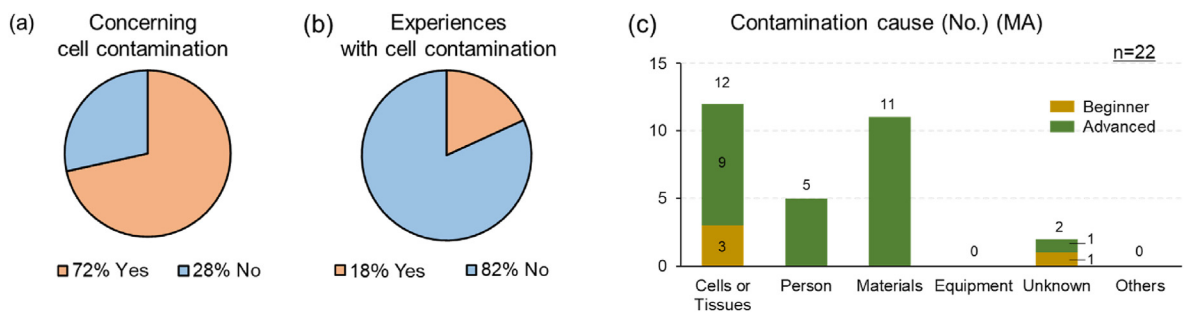 (a) Concerning
cell contamination
72% Yes 28% No
(b) Experiences
with cell contamination
18% Yes 82% No
(c) Contamination cause (No.) (MA)
n=22
15
10
5
0
12
9
3
5
11
0
2
1
1
0
Beginner
Advanced
Cells or
Tissues
Person
Materials
Equipment
Unknown
Others